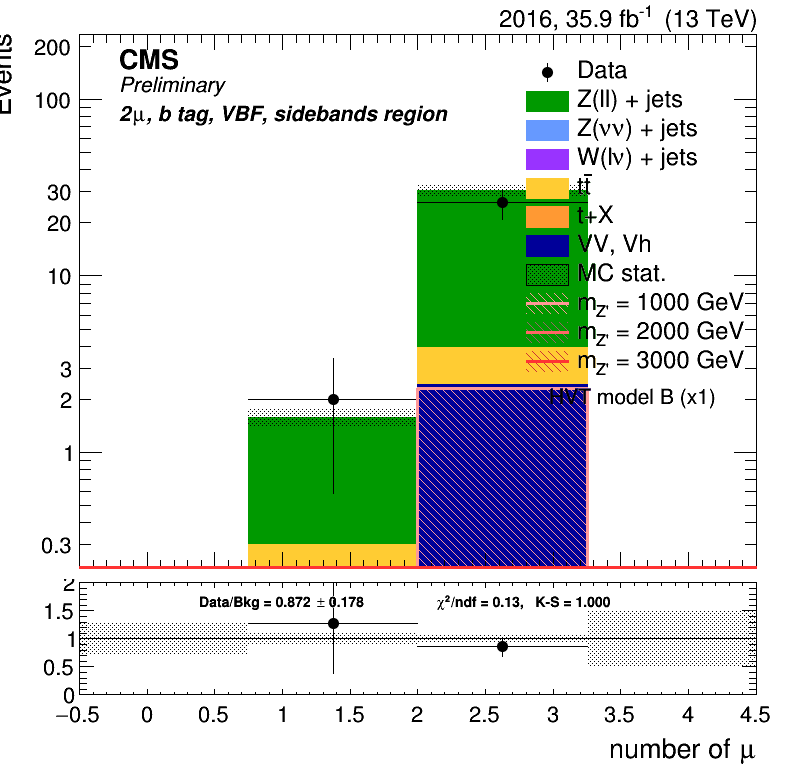 2016, 35.9 fb⁻¹ (13 TeV)
Events
CMS
Preliminary
2μ, b tag, VBF, sidebands region
Data
Z(ll) + jets
Z(νν) + jets
W(lν) + jets
tt̄
t+X
VV, Vh
MC stat.
m_Z' = 1000 GeV
m_Z' = 2000 GeV
m_Z' = 3000 GeV
HVT model B (x1)
200
100
30
20
10
3
2
1
0.3
Data/Bkg = 0.872 ± 0.178
χ²/ndf = 0.13, K-S = 1.000
2
1.5
1
0.5
0
−0.5 0 0.5 1 1.5 2 2.5 3 3.5 4 4.5
number of μ